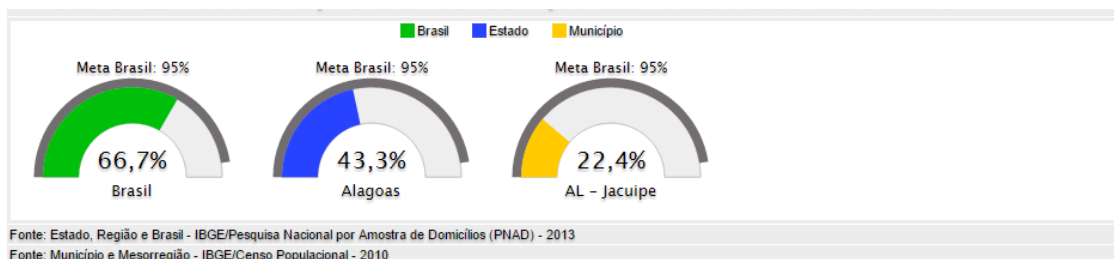 Brasil Estado Município
Meta Brasil: 95% Meta Brasil: 95% Meta Brasil: 95%
66,7% 43,3% 22,4%
Brasil Alagoas AL - Jacuipe
Fonte: Estado, Região e Brasil - IBGE/Pesquisa Nacional por Amostra de Domicílios (PNAD) - 2013
Fonte: Município e Mesorregião - IBGE/Censo Populacional - 2010